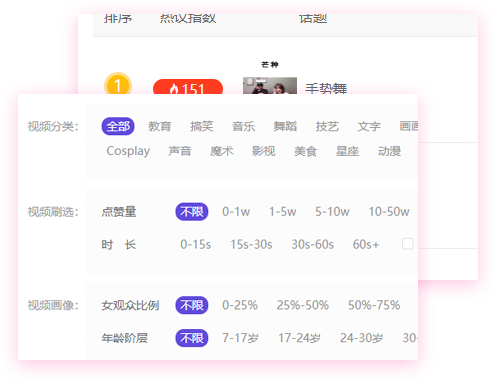 排序 热议指数 话题
芒种
1 151 手势舞
视频分类： 全部 教育 搞笑 音乐 舞蹈 技艺 文字
Cosplay 声音 魔术 影视 美食 星座 动漫
视频刷选： 点赞量 不限 0-1w 1-5w 5-10w 10-50w
时 长 0-15s 15s-30s 30s-60s 60s+
视频画像： 女观众比例 不限 0-25% 25%-50% 50%-75%
年龄阶层 不限 7-17岁 17-24岁 24-30岁 30-